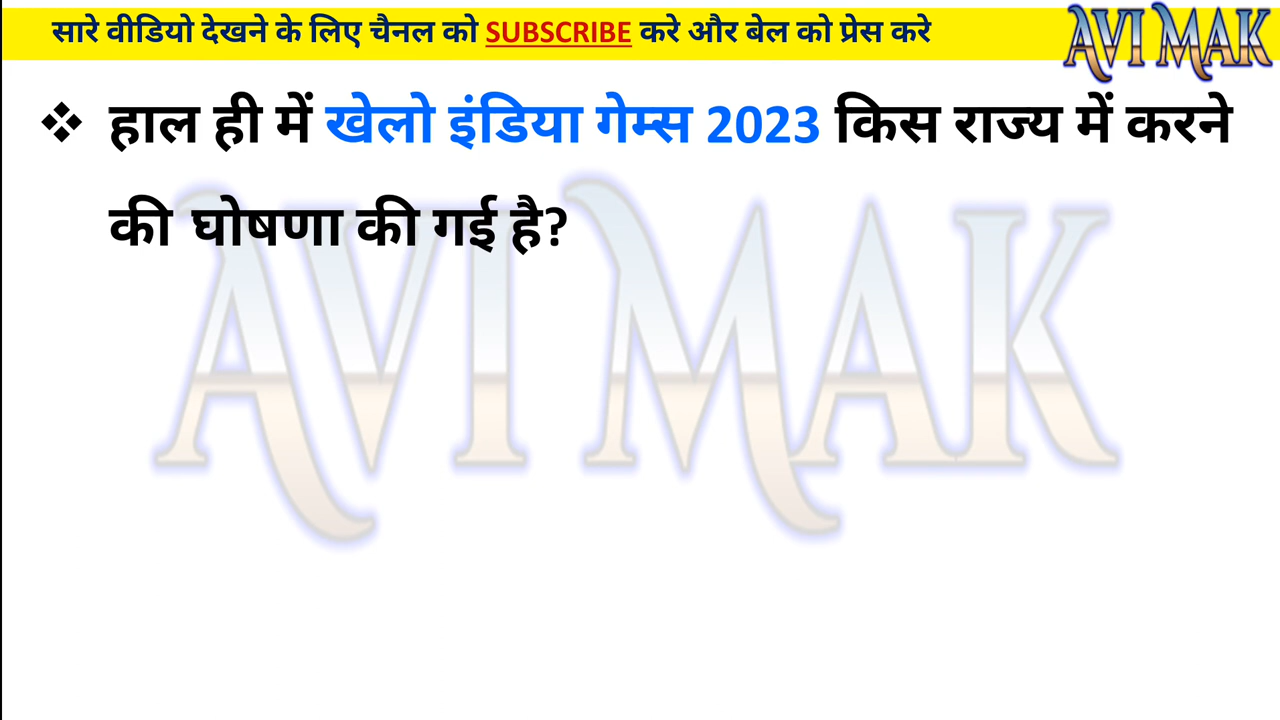 सारे वीडियो देखने के लिए चैनल को SUBSCRIBE करे और बेल को प्रेस करे
AVI MAK
❖ हाल ही में खेलो इंडिया गेम्स 2023 किस राज्य में करने
की घोषणा की गई है?
AVI MAK